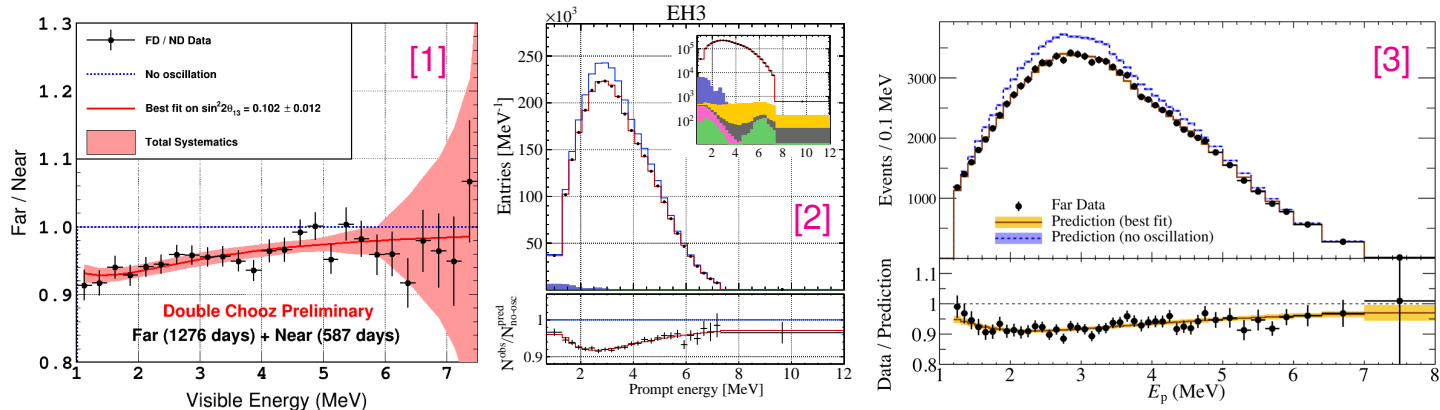 1.3
1.2
1.1
1.0
0.9
0.8
Far / Near
FD / ND Data
No oscillation
Best fit on sin²2θ₁₃ = 0.102 ± 0.012
Total Systematics
[1]
Double Chooz Preliminary
Far (1276 days) + Near (587 days)
1 2 3 4 5 6 7
Visible Energy (MeV)
×10³
EH3
250
200
150
100
50
Entries [MeV⁻¹]
10⁵
10⁴
10³
10²
2 4 6 8 10 12
[2]
1
0.9
N^obs/N^pred_no-osc
2 4 6 8 10 12
Prompt energy [MeV]
[3]
3000
2000
1000
Events / 0.1 MeV
Far Data
Prediction (best fit)
Prediction (no oscillation)
1.1
1
0.9
0.8
Data / Prediction
1 2 3 4 5 6 7 8
E_p (MeV)